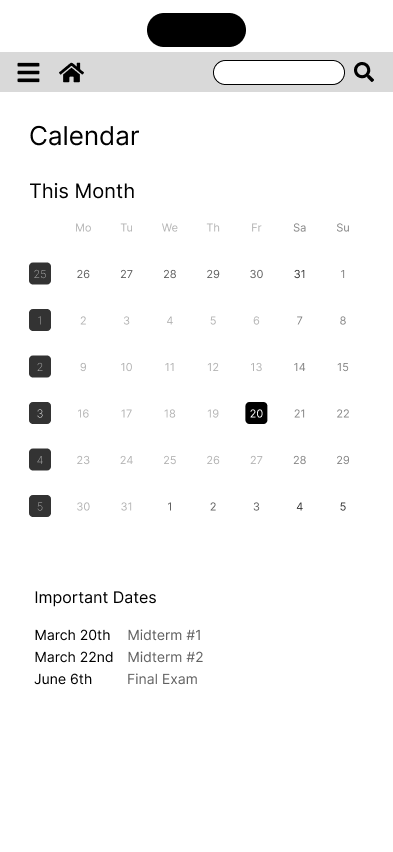 Calendar
This Month
Mo Tu We Th Fr Sa Su
25 26 27 28 29 30 31 1
1 2 3 4 5 6 7 8
2 9 10 11 12 13 14 15
3 16 17 18 19 20 21 22
4 23 24 25 26 27 28 29
5 30 31 1 2 3 4 5
Important Dates
March 20th Midterm #1
March 22nd Midterm #2
June 6th Final Exam